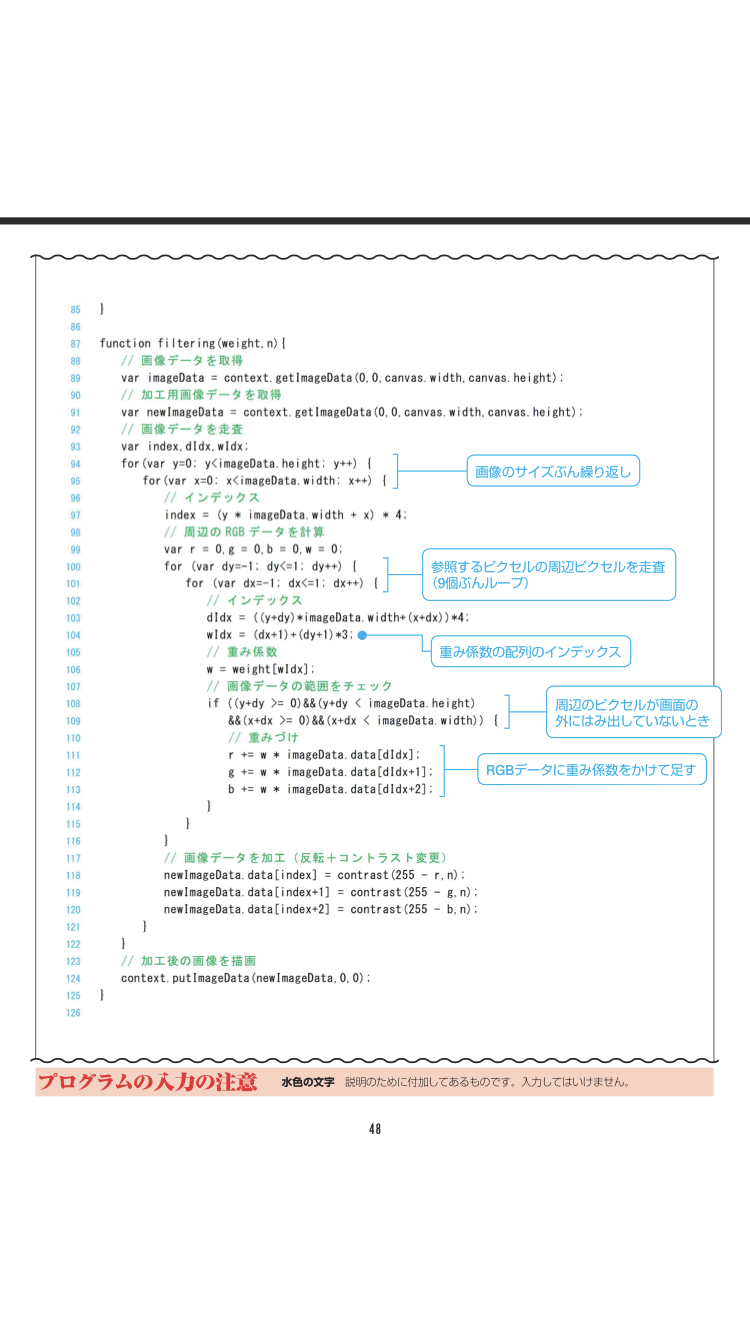 85 }
86
87 function filtering(weight,n){
88 // 画像データを取得
89 var imageData = context.getImageData(0,0,canvas.width,canvas.height);
90 // 加工用画像データを取得
91 var newImageData = context.getImageData(0,0,canvas.width,canvas.height);
92 // 画像データを走査
93 var index,dIdx,wIdx;
94 for(var y=0; y<imageData.height; y++) {
95 for(var x=0; x<imageData.width; x++) {
画像のサイズぶん繰り返し
96 // インデックス
97 index = (y * imageData.width + x) * 4;
98 // 周辺の RGB データを計算
99 var r = 0,g = 0,b = 0,w = 0;
100 for (var dy=-1; dy<=1; dy++) {
101 for (var dx=-1; dx<=1; dx++) {
参照するピクセルの周辺ピクセルを走査
(9個ぶんループ)
102 // インデックス
103 dIdx = ((y+dy)*imageData.width+(x+dx))*4;
104 wIdx = (dx+1)+(dy+1)*3;
重み係数の配列のインデックス
105 // 重み係数
106 w = weight[wIdx];
107 // 画像データの範囲をチェック
108 if ((y+dy >= 0)&&(y+dy < imageData.height)
109 &&(x+dx >= 0)&&(x+dx < imageData.width)) {
周辺のピクセルが画面の
外にはみ出していないとき
110 // 重みづけ
111 r += w * imageData.data[dIdx];
112 g += w * imageData.data[dIdx+1];
113 b += w * imageData.data[dIdx+2];
RGBデータに重み係数をかけて足す
114 }
115 }
116 }
117 // 画像データを加工（反転＋コントラスト変更）
118 newImageData.data[index] = contrast(255 - r,n);
119 newImageData.data[index+1] = contrast(255 - g,n);
120 newImageData.data[index+2] = contrast(255 - b,n);
121 }
122 }
123 // 加工後の画像を描画
124 context.putImageData(newImageData,0,0);
125 }
126
プログラムの入力の注意 水色の文字 説明のために付加してあるものです。入力してはいけません。
48